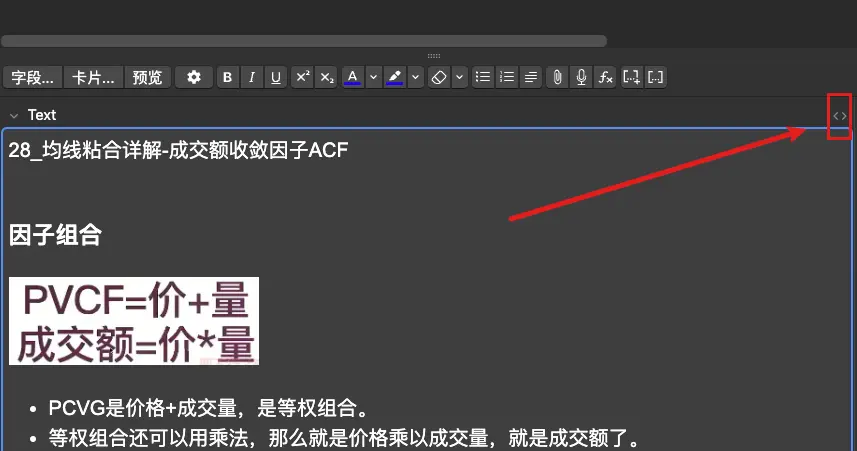 字段... 卡片... 预览 B I U X² X₂ A fx [..] [..]
Text <>
28_均线粘合详解-成交额收敛因子ACF
因子组合
PVCF=价+量
成交额=价*量
• PCVG是价格+成交量，是等权组合。
• 等权组合还可以用乘法，那么就是价格乘以成交量，就是成交额了。